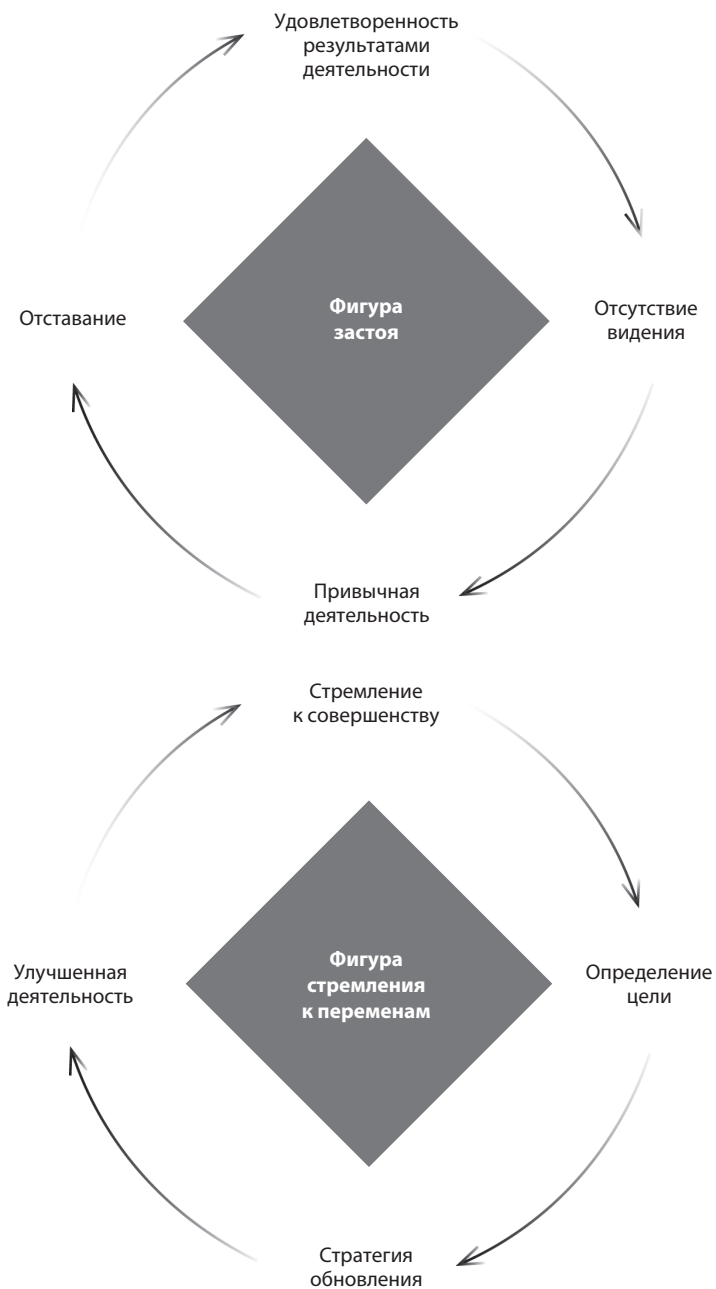 Удовлетворенность
результатами
деятельности
Отставание
Фигура
застоя
Отсутствие
видения
Привычная
деятельность
Стремление
к совершенству
Улучшенная
деятельность
Фигура
стремления
к переменам
Определение
цели
Стратегия
обновления